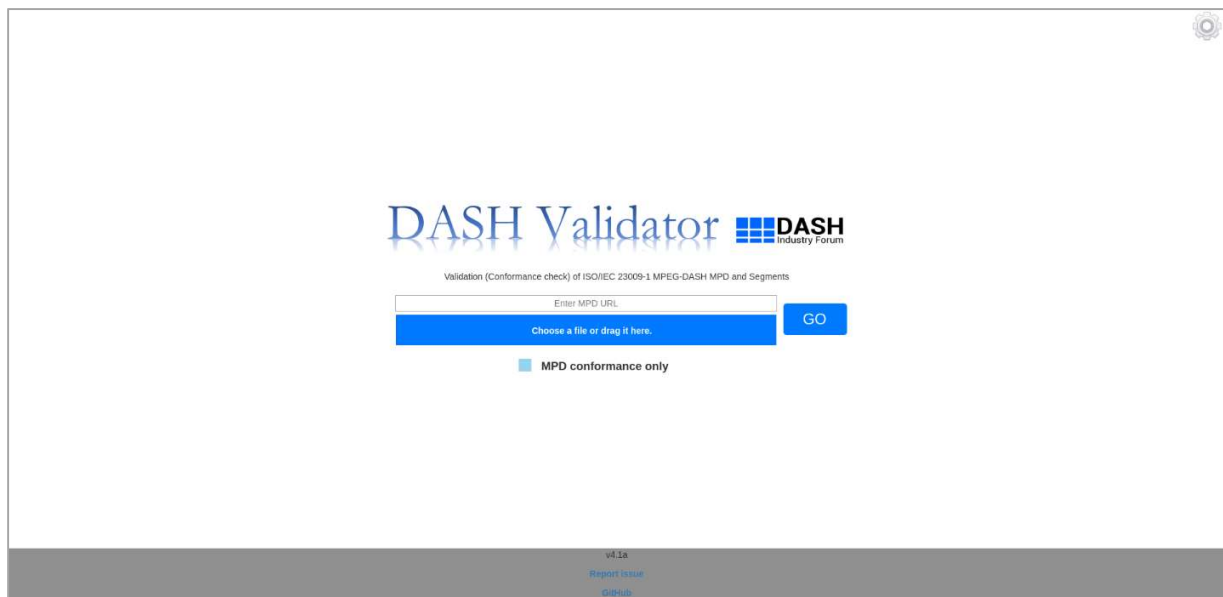 DASH Validator
DASH
Industry Forum
Validation (Conformance check) of ISO/IEC 23009-1 MPEG-DASH MPD and Segments
Enter MPD URL
Choose a file or drag it here.
GO
MPD conformance only
v4.1a
Report issue
GitHub